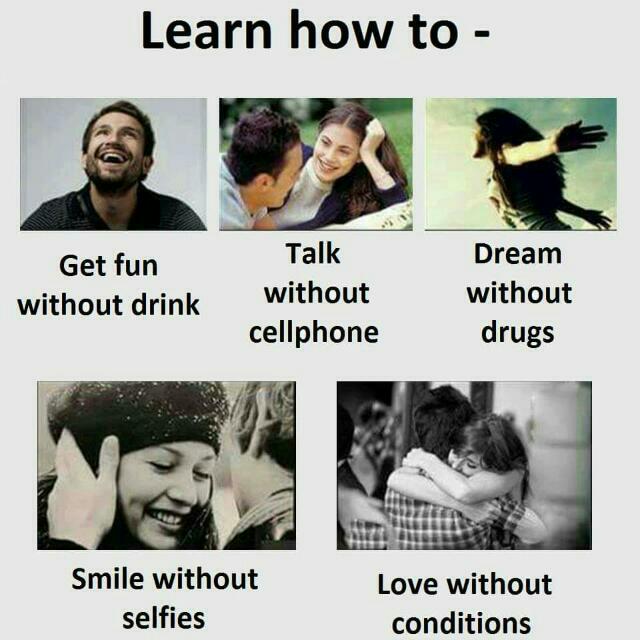 Learn how to -
Get fun
without drink
Talk
without
cellphone
Dream
without
drugs
Smile without
selfies
Love without
conditions